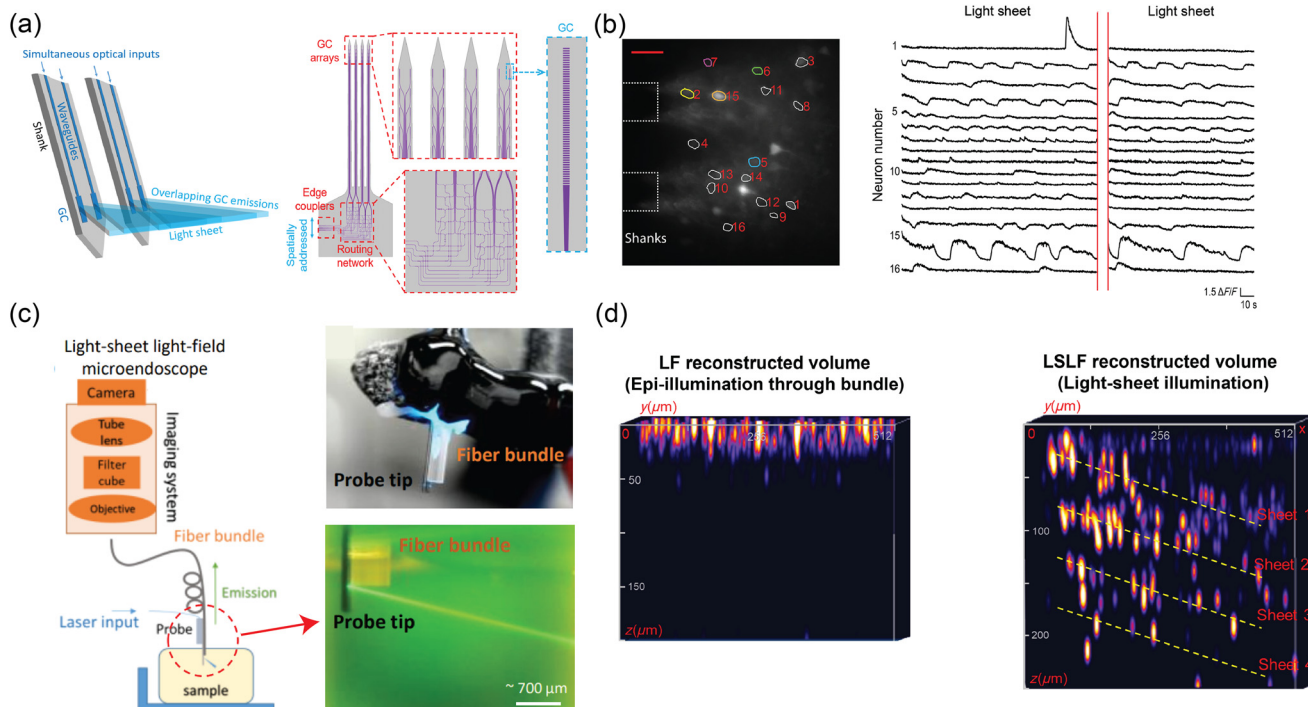 (a)
Simultaneous optical inputs
Waveguides
Shank
GC
Overlapping GC emissions
Light sheet
GC
arrays
Edge
couplers
Spatially
addressed
Routing
network
GC
(b)
7
6
3
2
15
11
8
4
5
13
14
10
12
1
9
16
Shanks
Light sheet
Light sheet
Neuron number
1
5
10
15
16
1.5 ΔF/F
10 s
(c)
Light-sheet light-field
microendoscope
Camera
Tube
lens
Filter
cube
Objective
Imaging system
Fiber bundle
Emission
Laser input
Probe
sample
Fiber bundle
Probe tip
Fiber bundle
Probe tip
~ 700 µm
(d)
LF reconstructed volume
(Epi-illumination through bundle)
y(µm)
0
256
512
50
150
z(µm)
LSLF reconstructed volume
(Light-sheet illumination)
y(µm)
0
256
512
x
100
200
z(µm)
Sheet 1
Sheet 2
Sheet 3
Sheet 4